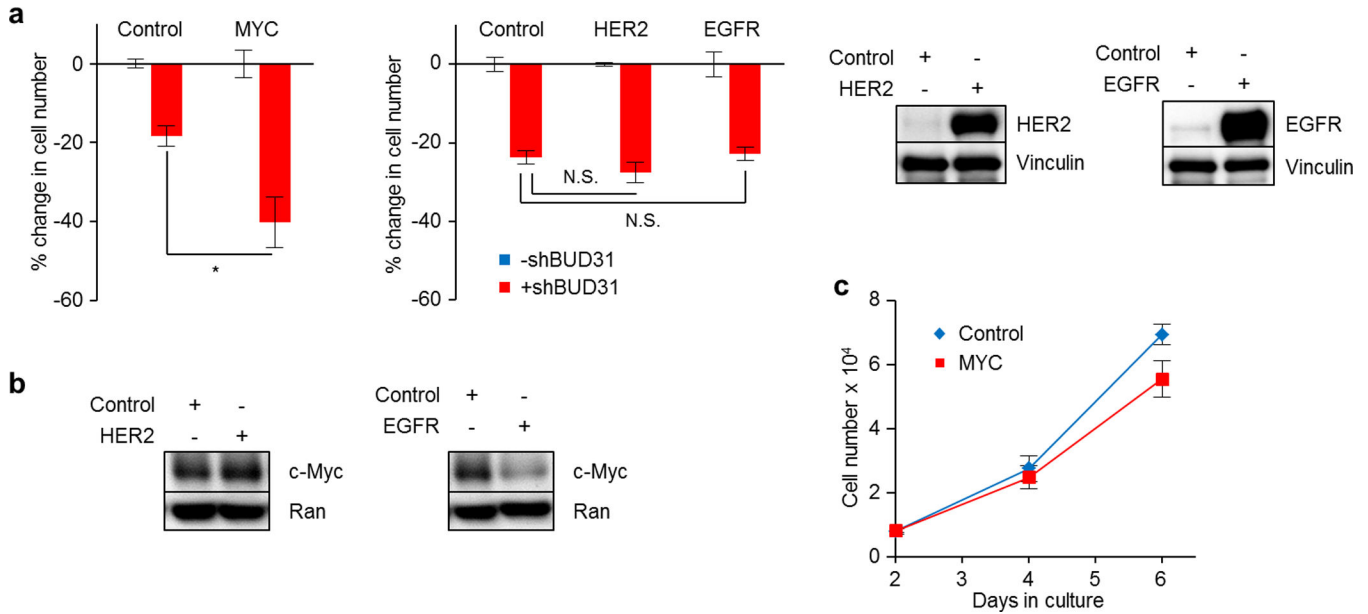 a
Control MYC
0
-20
-40
-60
% change in cell number
*
Control HER2 EGFR
0
-20
-40
-60
% change in cell number
N.S.
N.S.
-shBUD31
+shBUD31
Control + -
HER2 - +
HER2
Vinculin
Control + -
EGFR - +
EGFR
Vinculin
b
Control + -
HER2 - +
c-Myc
Ran
Control + -
EGFR - +
c-Myc
Ran
c
8
6
4
2
0
Cell number x 10⁴
Control
MYC
2 3 4 5 6
Days in culture